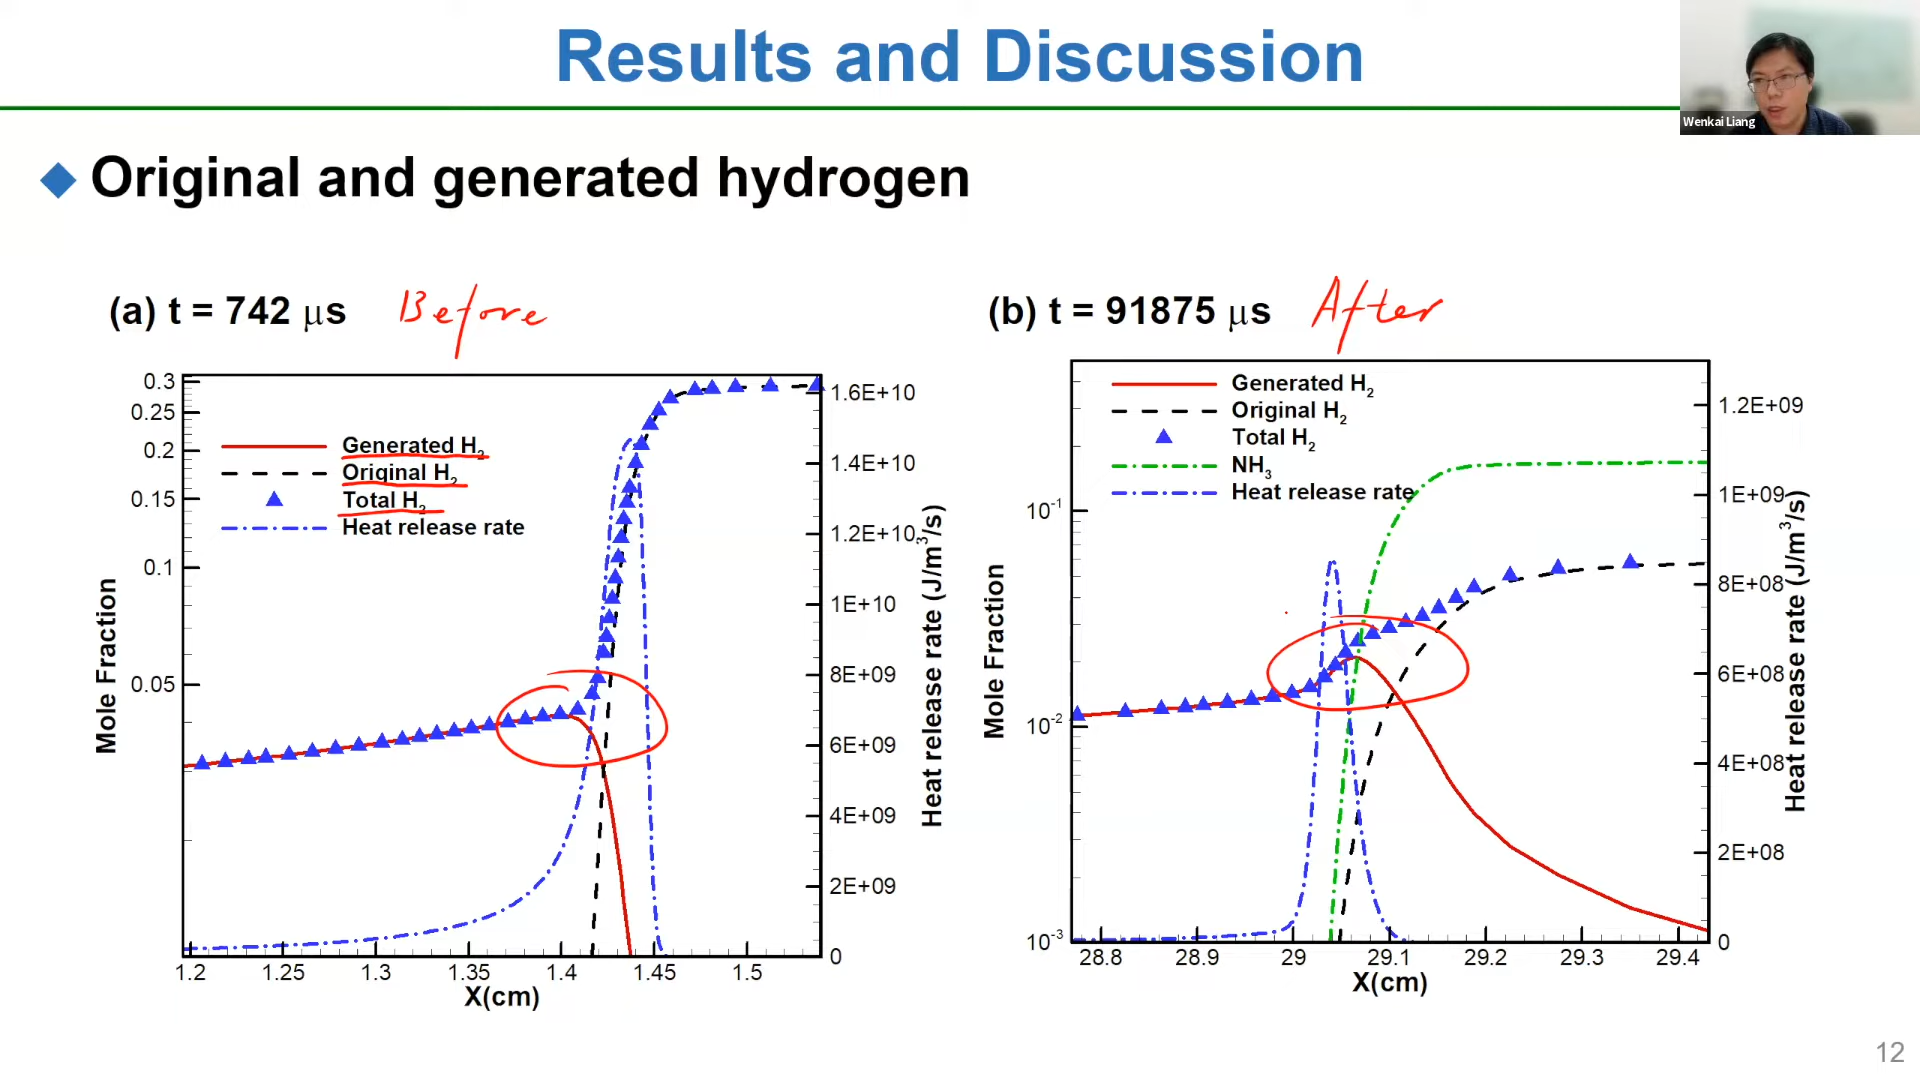 Results and Discussion
Wenkai Liang
Original and generated hydrogen
(a) t = 742 μs Before
0.3
0.25
0.2
0.15
0.1
0.05
Mole Fraction
Generated H₂
Original H₂
Total H₂
Heat release rate
1.6E+10
1.4E+10
1.2E+10
1E+10
8E+09
6E+09
4E+09
2E+09
0
Heat release rate (J/m³/s)
1.2 1.25 1.3 1.35 1.4 1.45 1.5
X(cm)
(b) t = 91875 μs After
10⁻¹
10⁻²
10⁻³
Mole Fraction
Generated H₂
Original H₂
Total H₂
NH₃
Heat release rate
1.2E+09
1E+09
8E+08
6E+08
4E+08
2E+08
0
Heat release rate (J/m³/s)
28.8 28.9 29 29.1 29.2 29.3 29.4
X(cm)
12